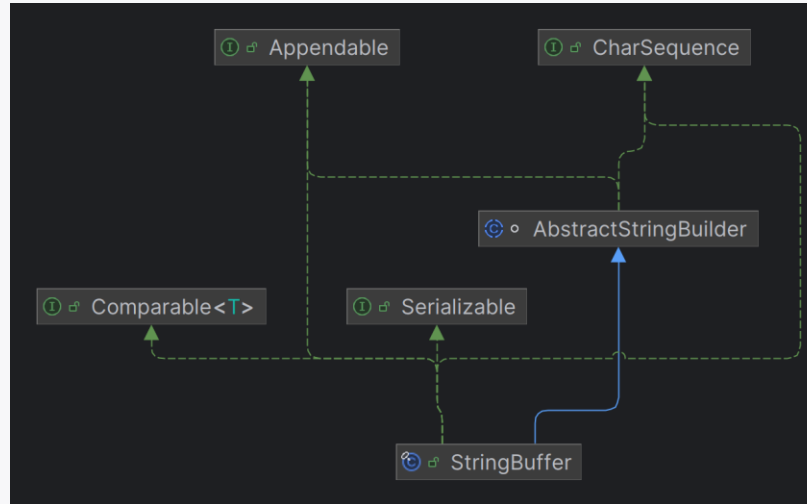 Appendable
CharSequence
AbstractStringBuilder
Comparable<T>
Serializable
StringBuffer